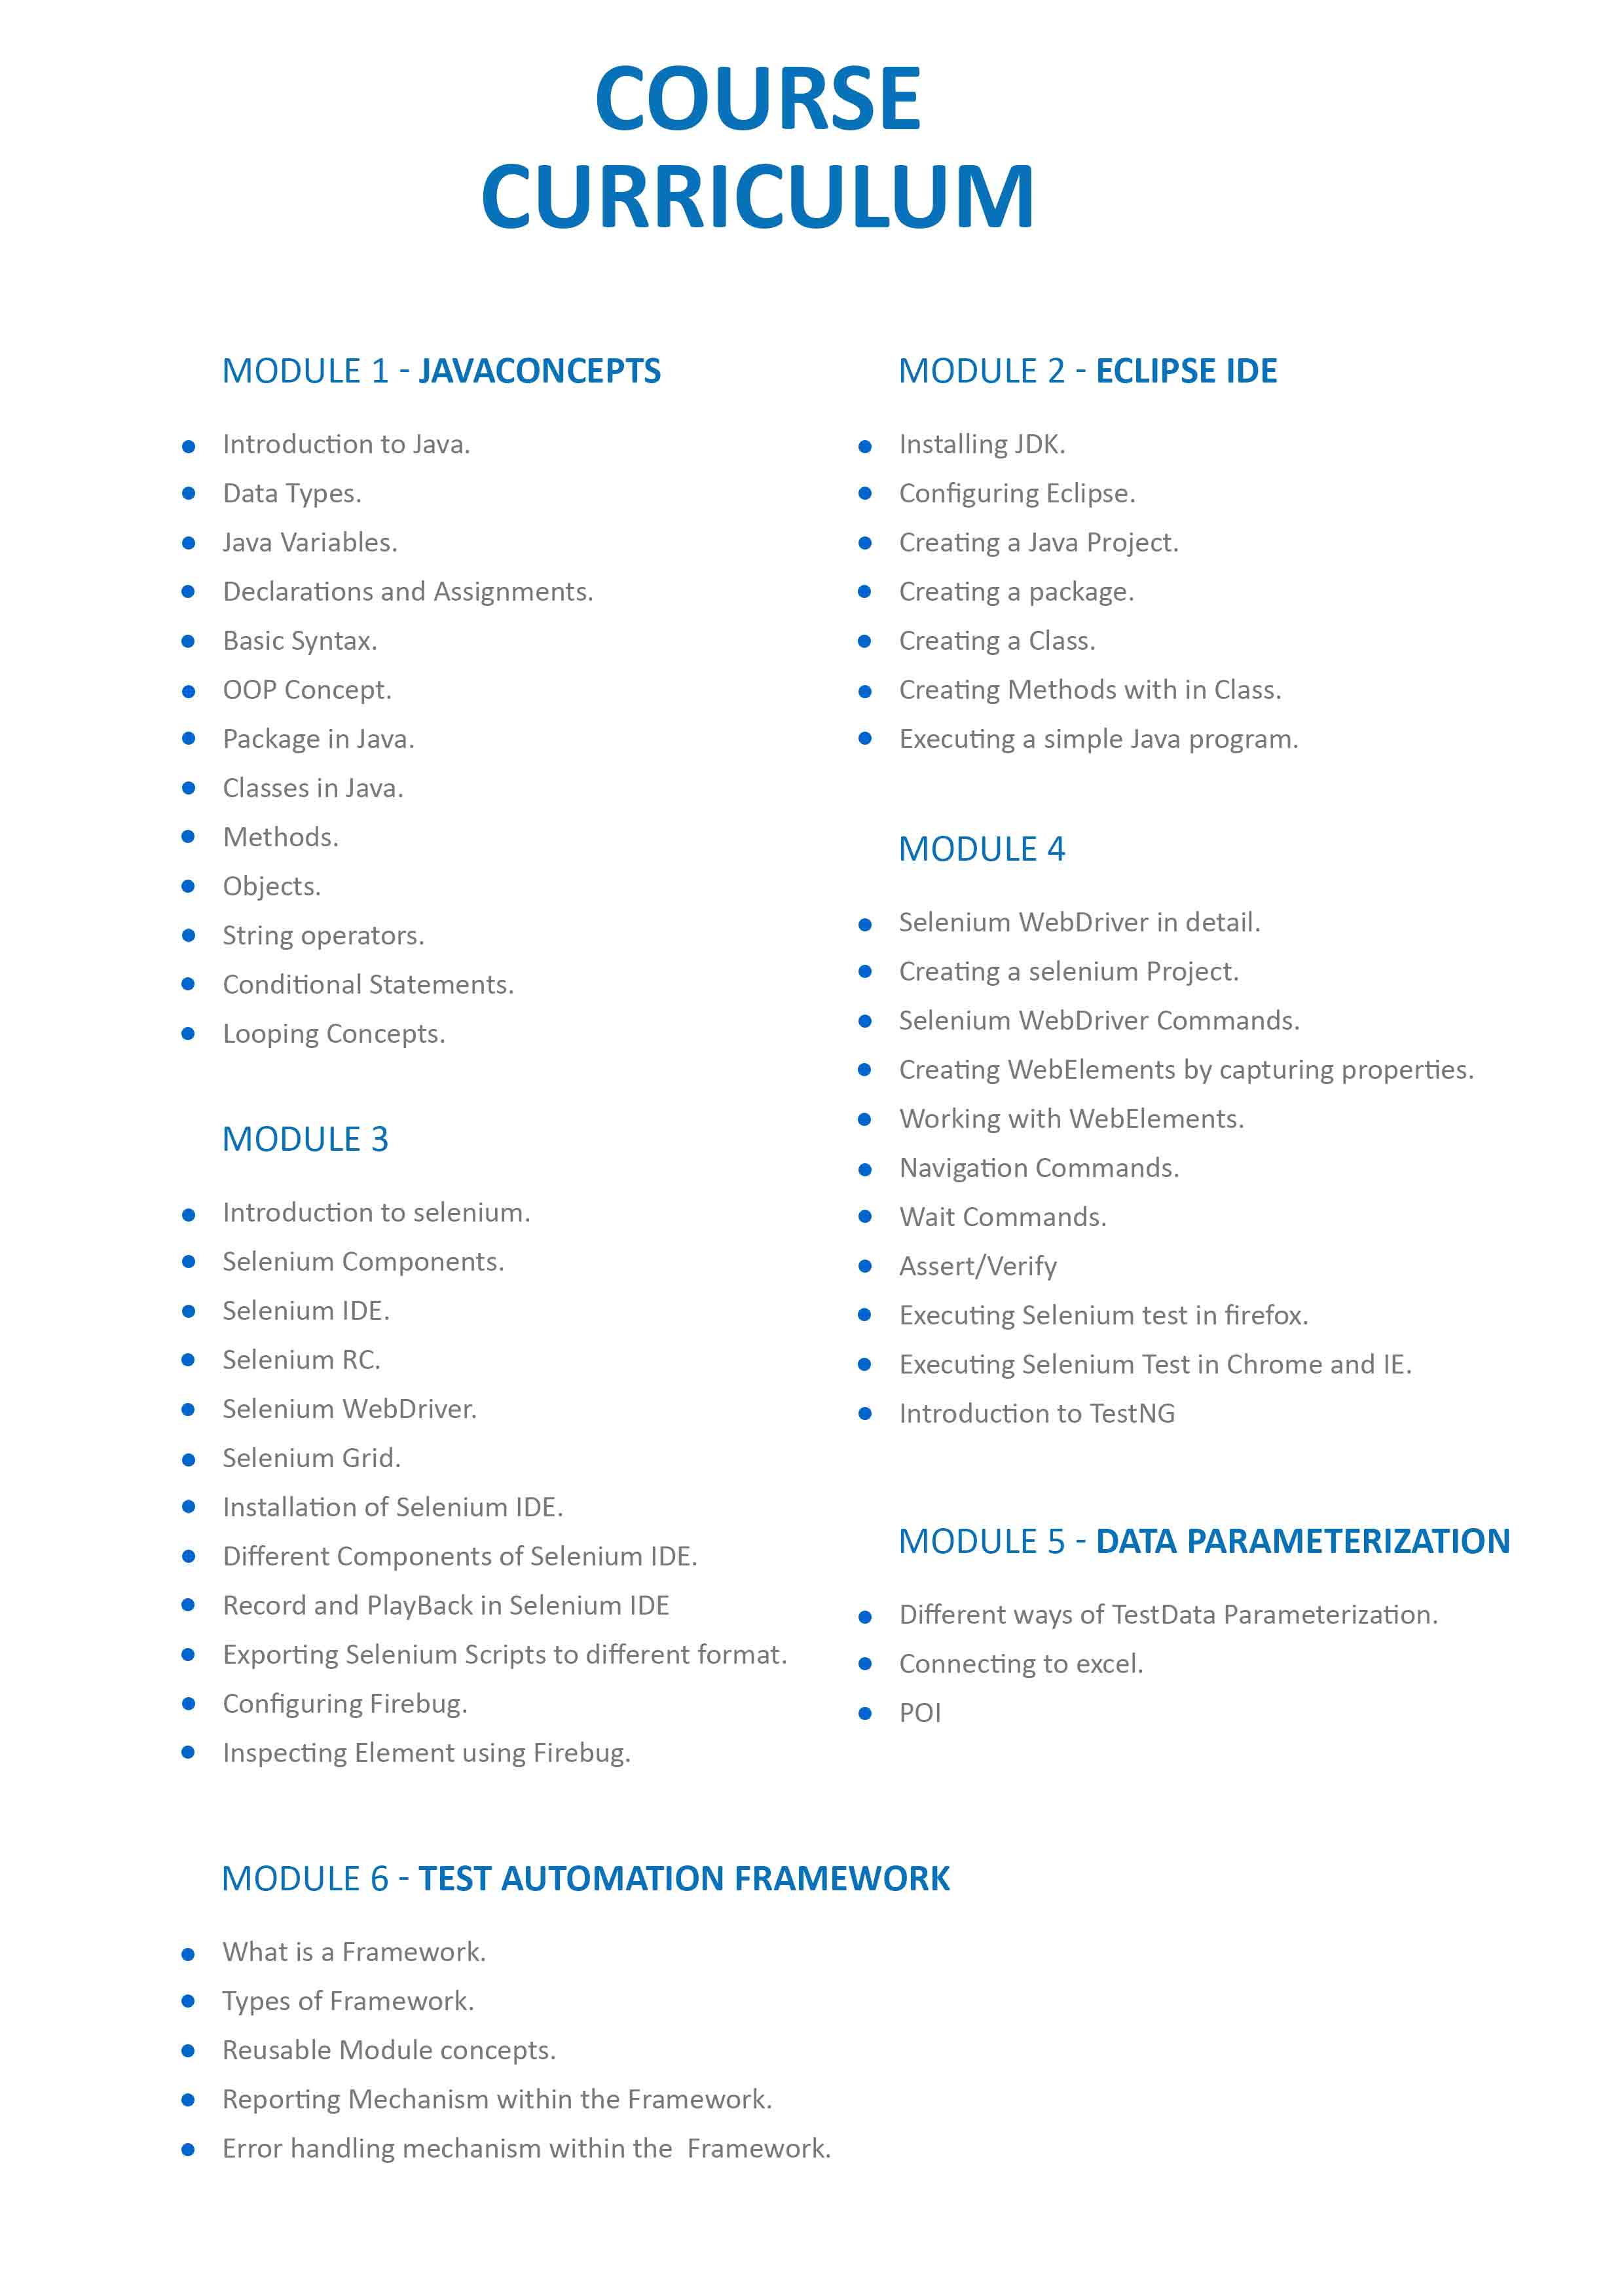 COURSE
CURRICULUM
MODULE 1 - JAVACONCEPTS
Introduction to Java.
Data Types.
Java Variables.
Declarations and Assignments.
Basic Syntax.
OOP Concept.
Package in Java.
Classes in Java.
Methods.
Objects.
String operators.
Conditional Statements.
Looping Concepts.
MODULE 2 - ECLIPSE IDE
Installing JDK.
Configuring Eclipse.
Creating a Java Project.
Creating a package.
Creating a Class.
Creating Methods with in Class.
Executing a simple Java program.
MODULE 3
Introduction to selenium.
Selenium Components.
Selenium IDE.
Selenium RC.
Selenium WebDriver.
Selenium Grid.
Installation of Selenium IDE.
Different Components of Selenium IDE.
Record and PlayBack in Selenium IDE
Exporting Selenium Scripts to different format.
Configuring Firebug.
Inspecting Element using Firebug.
MODULE 4
Selenium WebDriver in detail.
Creating a selenium Project.
Selenium WebDriver Commands.
Creating WebElements by capturing properties.
Working with WebElements.
Navigation Commands.
Wait Commands.
Assert/Verify
Executing Selenium test in firefox.
Executing Selenium Test in Chrome and IE.
Introduction to TestNG
MODULE 5 - DATA PARAMETERIZATION
Different ways of TestData Parameterization.
Connecting to excel.
POI
MODULE 6 - TEST AUTOMATION FRAMEWORK
What is a Framework.
Types of Framework.
Reusable Module concepts.
Reporting Mechanism within the Framework.
Error handling mechanism within the  Framework.